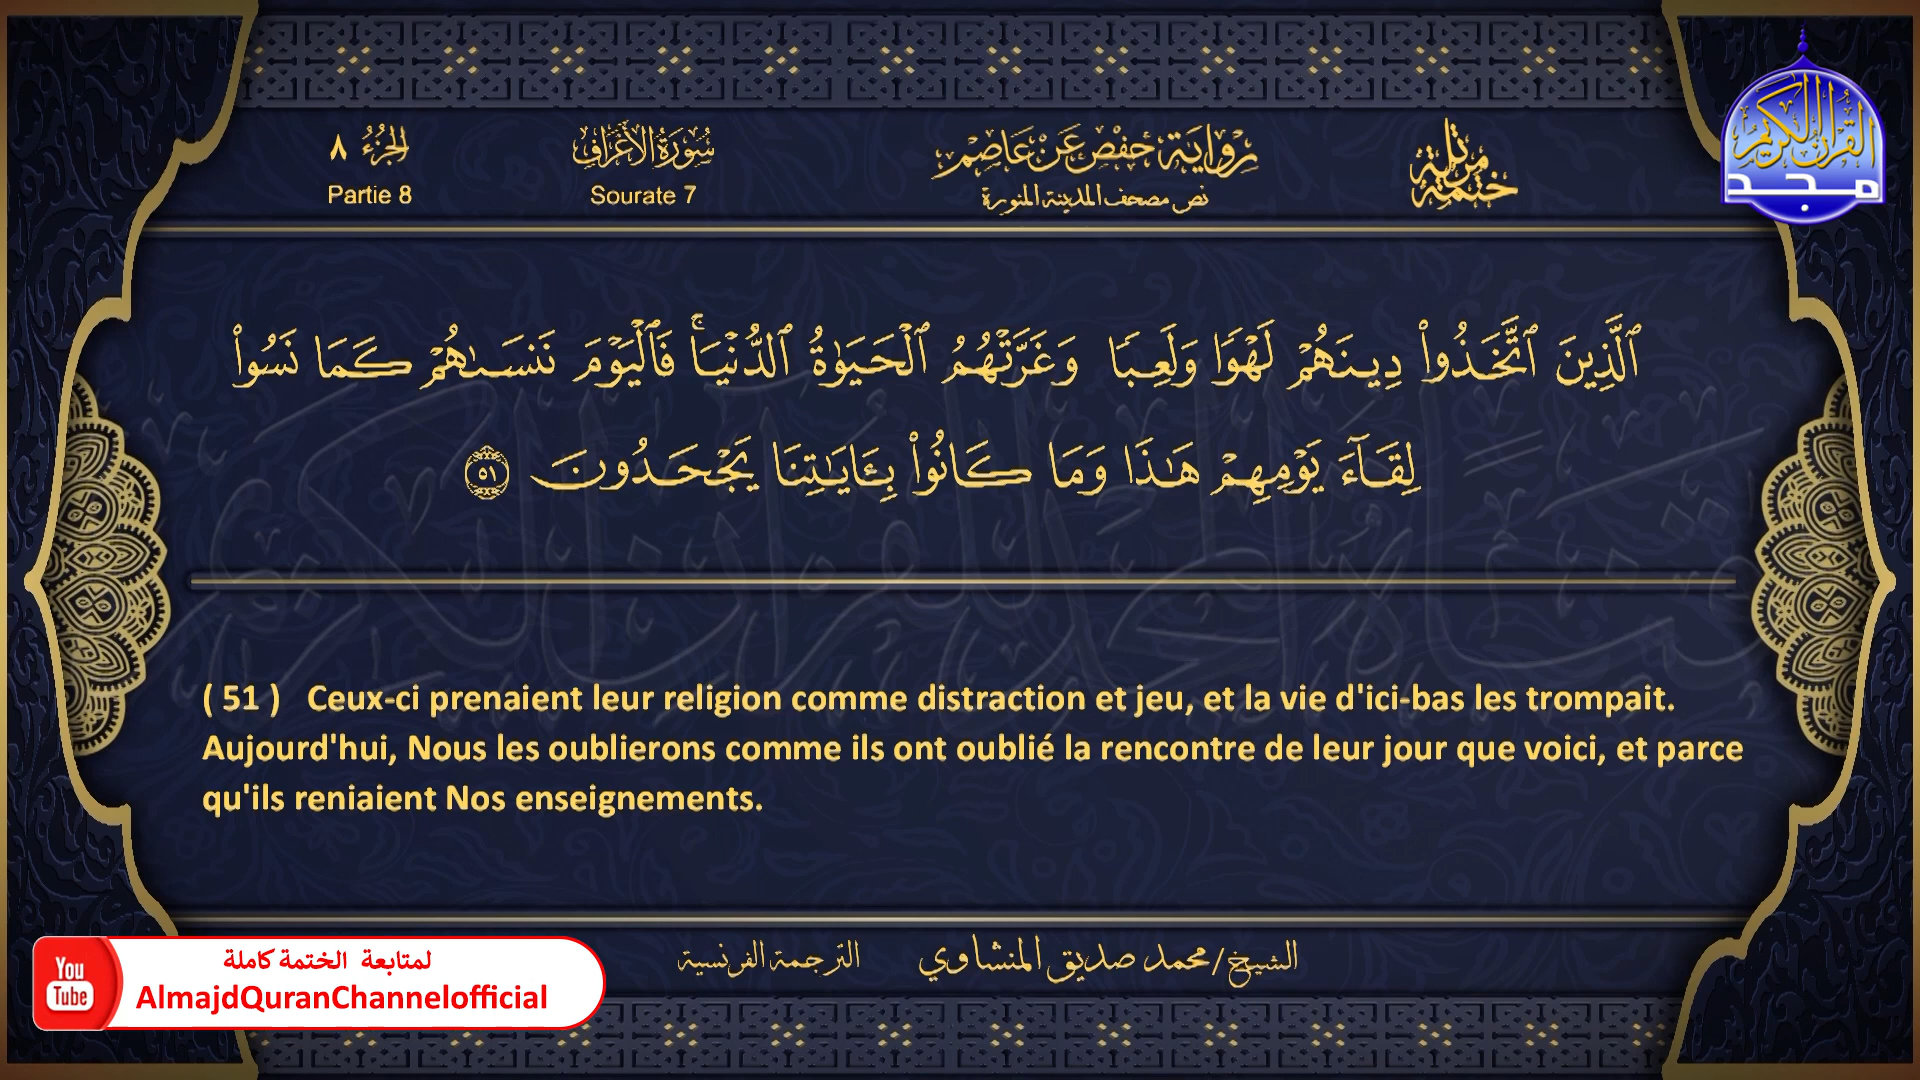 الجزء ٨
Partie 8
سورة الأعراف
Sourate 7
رواية حفص عن عاصم
نص مصحف المدينة المنورة
ختمة مرتلة
القرآن الكريم
مجد
ٱلَّذِينَ ٱتَّخَذُوا۟ دِينَهُمْ لَهْوًا وَلَعِبًا وَغَرَّتْهُمُ ٱلْحَيَوٰةُ ٱلدُّنْيَا ۚ فَٱلْيَوْمَ نَنسَىٰهُمْ كَمَا نَسُوا۟
لِقَآءَ يَوْمِهِمْ هَـٰذَا وَمَا كَانُوا۟ بِـَٔايَـٰتِنَا يَجْحَدُونَ ٥١
( 51 ) Ceux-ci prenaient leur religion comme distraction et jeu, et la vie d'ici-bas les trompait.
Aujourd'hui, Nous les oublierons comme ils ont oublié la rencontre de leur jour que voici, et parce
qu'ils reniaient Nos enseignements.
الشيخ / محمد صديق المنشاوي
الترجمة الفرنسية
You
Tube
لمتابعة الختمة كاملة
AlmajdQuranChannelofficial